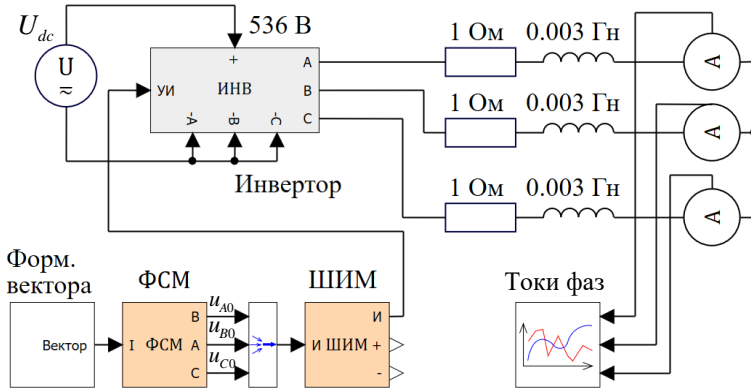 U_dc
536 В
1 Ом 0.003 Гн
U
+
A
УИ
ИНВ
B
C
-A
-B
-C
A
1 Ом 0.003 Гн
A
Инвертор
1 Ом 0.003 Гн
A
Форм.
вектора
ФСМ
ШИМ
Токи фаз
Вектор
I
ФСМ
B
A
C
u_A0
u_B0
u_C0
И
ШИМ
И
+
-